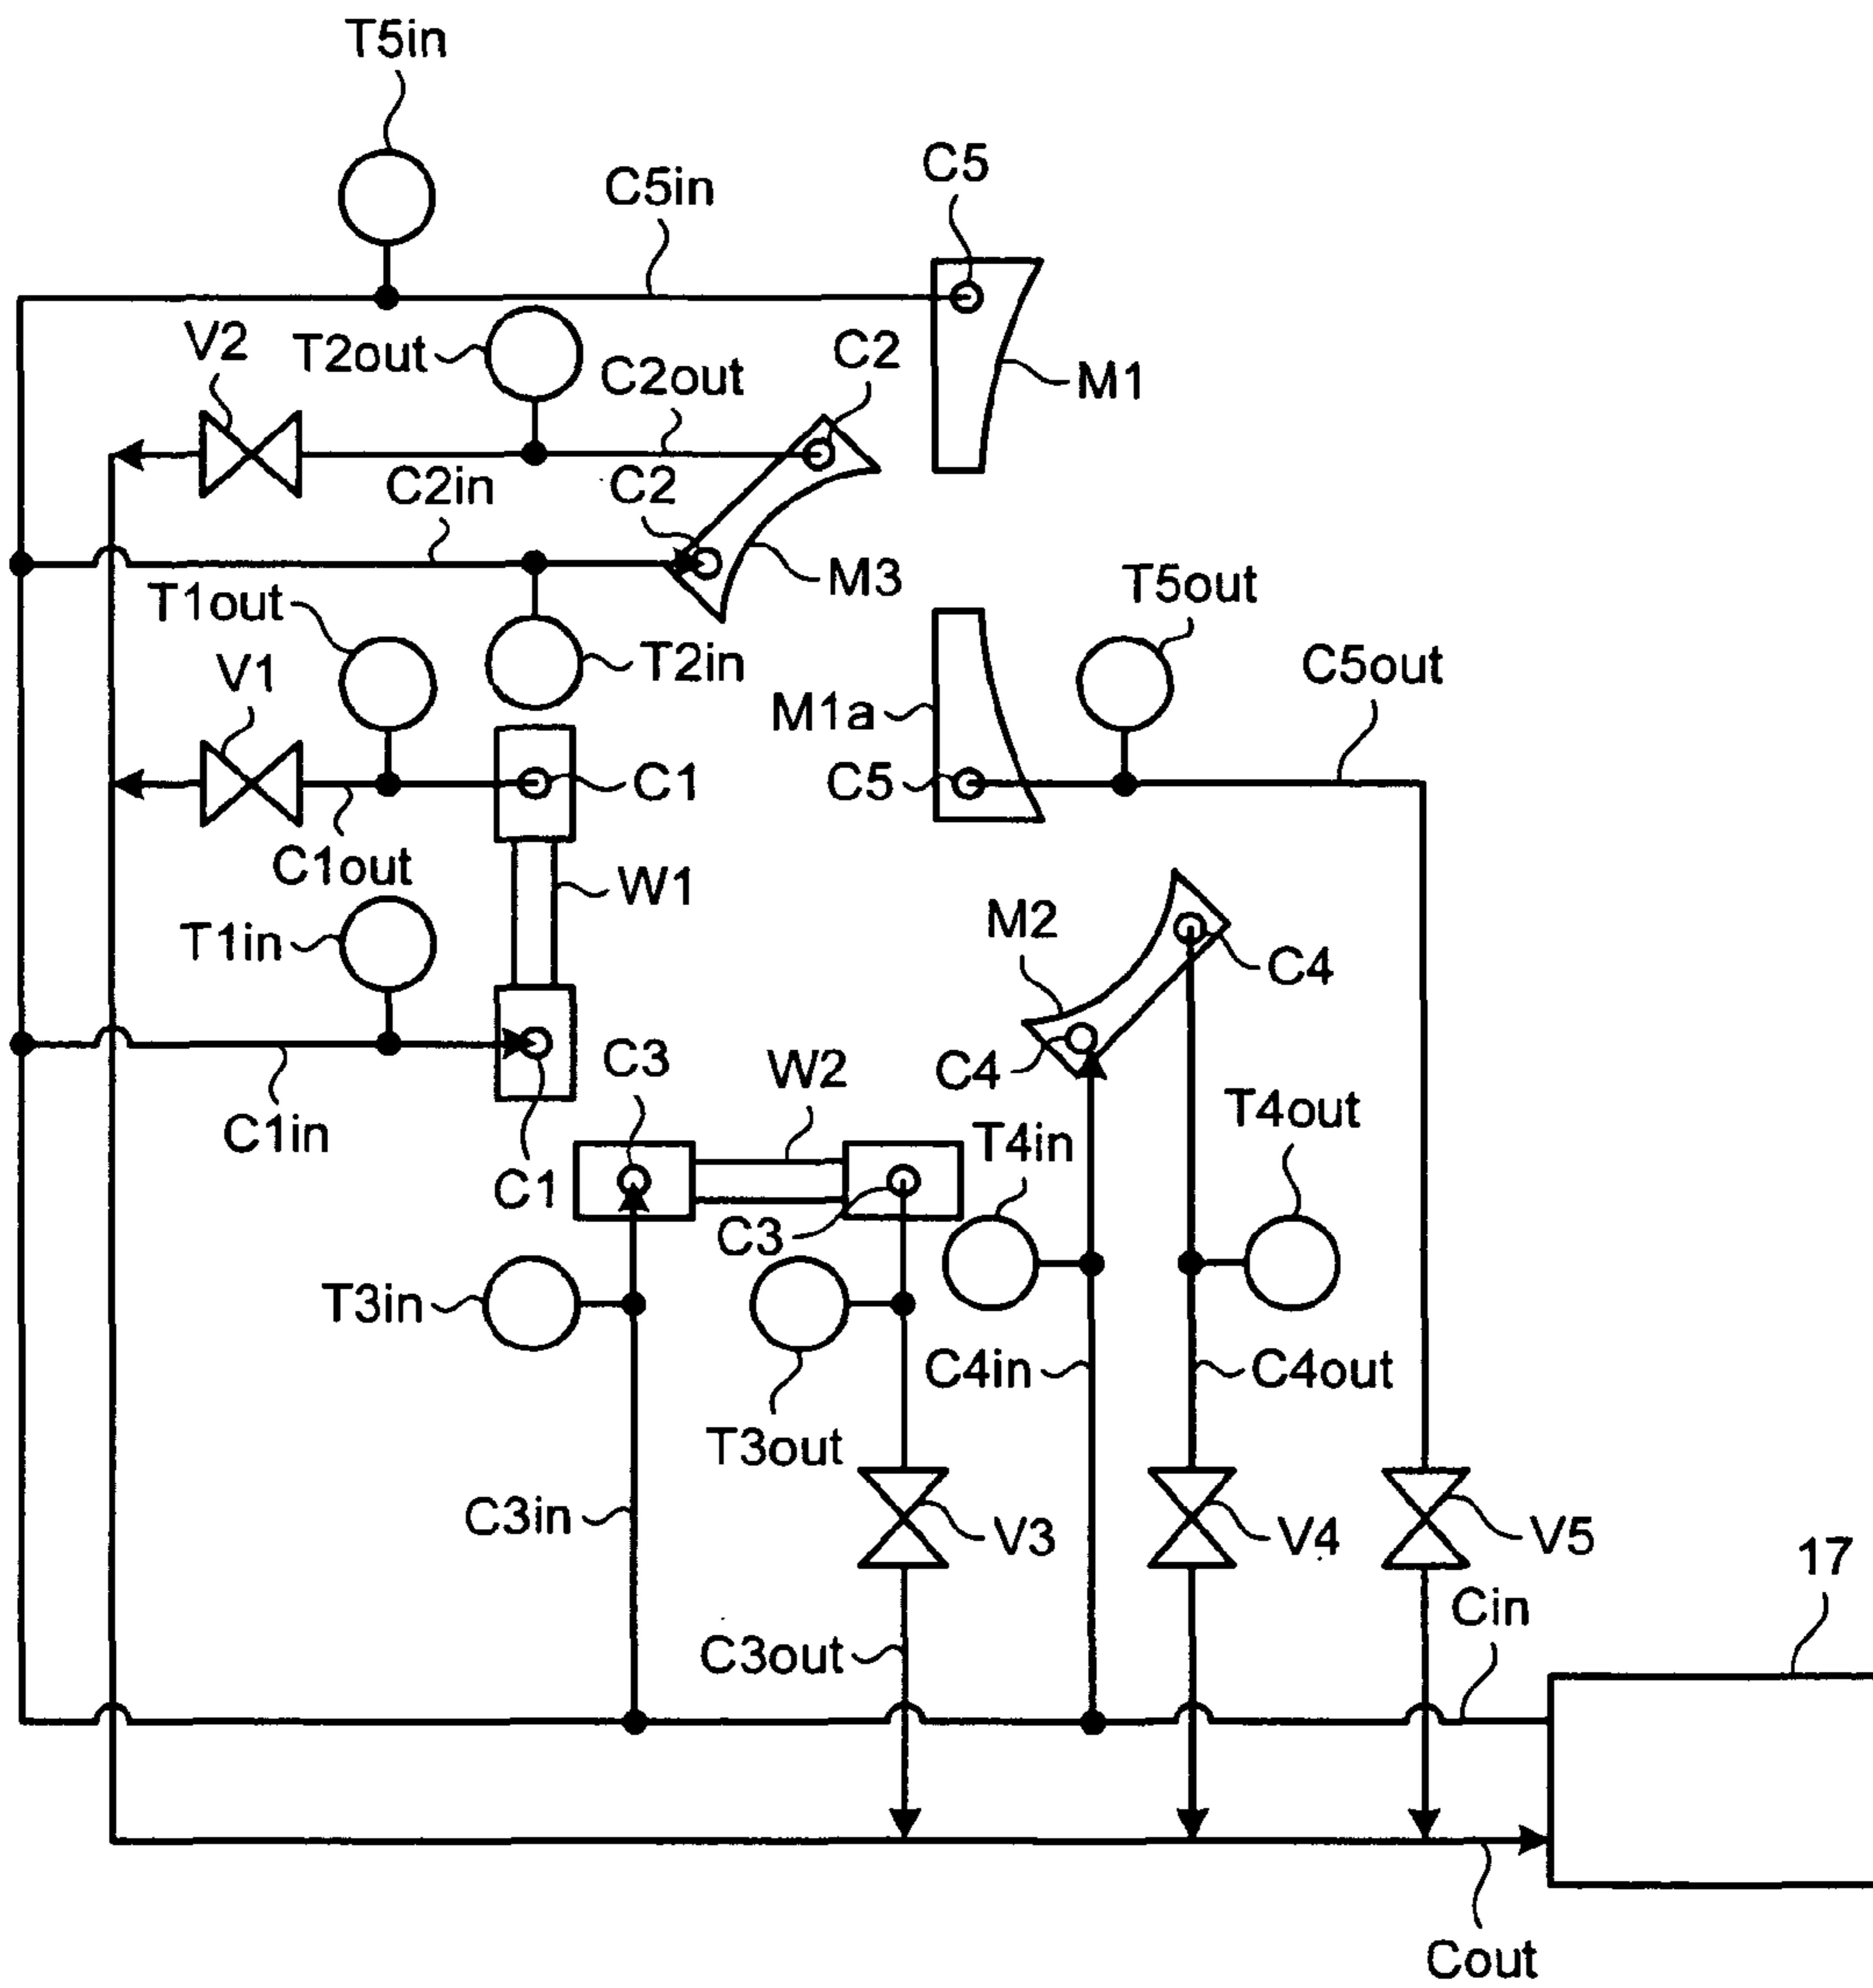 T5in
C5in
C5
V2
T2out
C2out
C2
M1
C2in
C2
M3
T1out
T5out
V1
T2in
C5out
M1a
C1
C5
C1out
W1
T1in
M2
C4
C3
W2
C4
C1in
T4in
T4out
C1
C3
T3in
C4in
C4out
T3out
C3in
V3
V4
V5
17
Cin
C3out
Cout